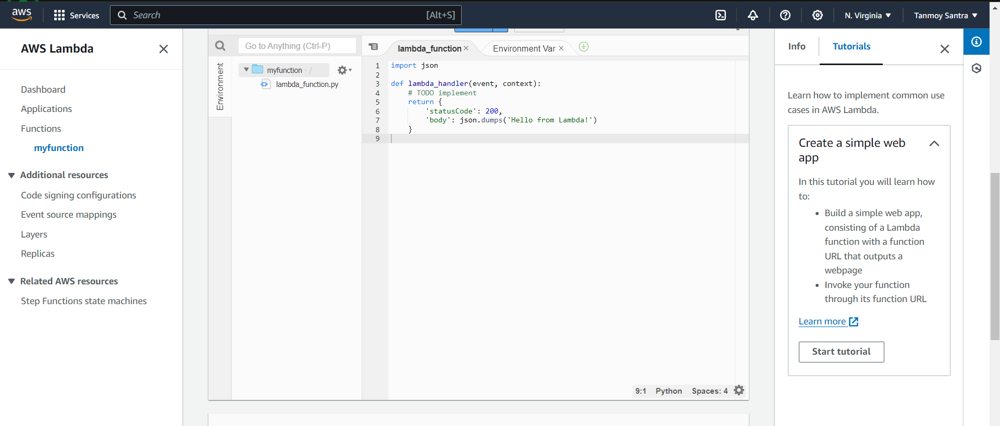 aws
Services
Search
[Alt+S]
N. Virginia
Tanmoy Santra
AWS Lambda
Dashboard
Applications
Functions
myfunction
Additional resources
Code signing configurations
Event source mappings
Layers
Replicas
Related AWS resources
Step Functions state machines
Go to Anything (Ctrl-P)
Environment
myfunction - /
lambda_function.py
lambda_function
Environment Var
1 import json
2
3 def lambda_handler(event, context):
4 # TODO implement
5 return {
6 'statusCode': 200,
7 'body': json.dumps('Hello from Lambda!')
8 }
9
9:1 Python Spaces: 4
Info
Tutorials
Learn how to implement common use
cases in AWS Lambda.
Create a simple web
app
In this tutorial you will learn how
to:
• Build a simple web app,
consisting of a Lambda
function with a function
URL that outputs a
webpage
• Invoke your function
through its function URL
Learn more
Start tutorial